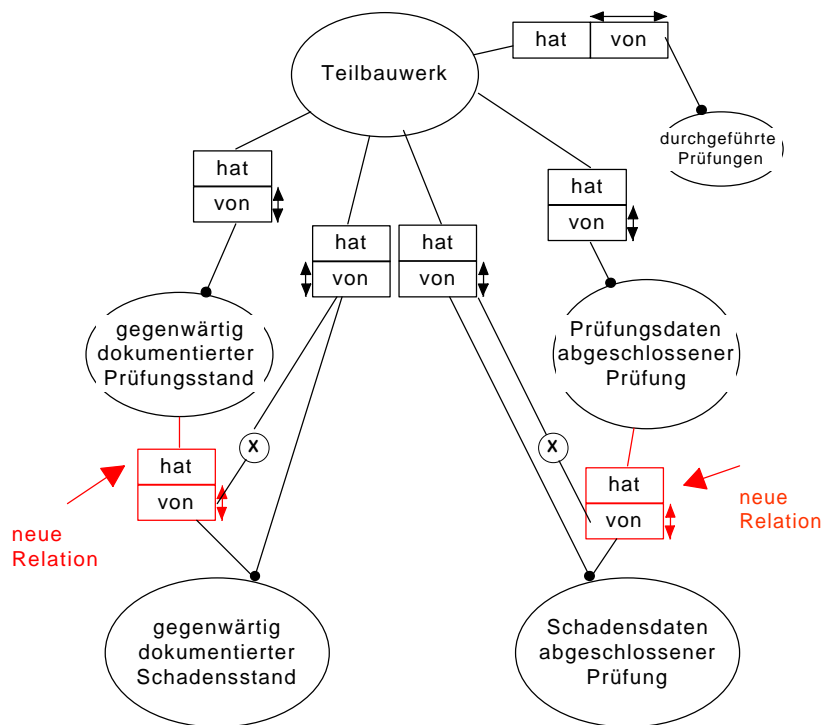 hat von
Teilbauwerk
durchgeführte
Prüfungen
hat
von
hat
von
hat
von
hat
von
gegenwärtig
dokumentierter
Prüfungsstand
Prüfungsdaten
abgeschlossener
Prüfung
X
X
hat
von
neue
Relation
hat
von
neue
Relation
gegenwärtig
dokumentierter
Schadensstand
Schadensdaten
abgeschlossener
Prüfung